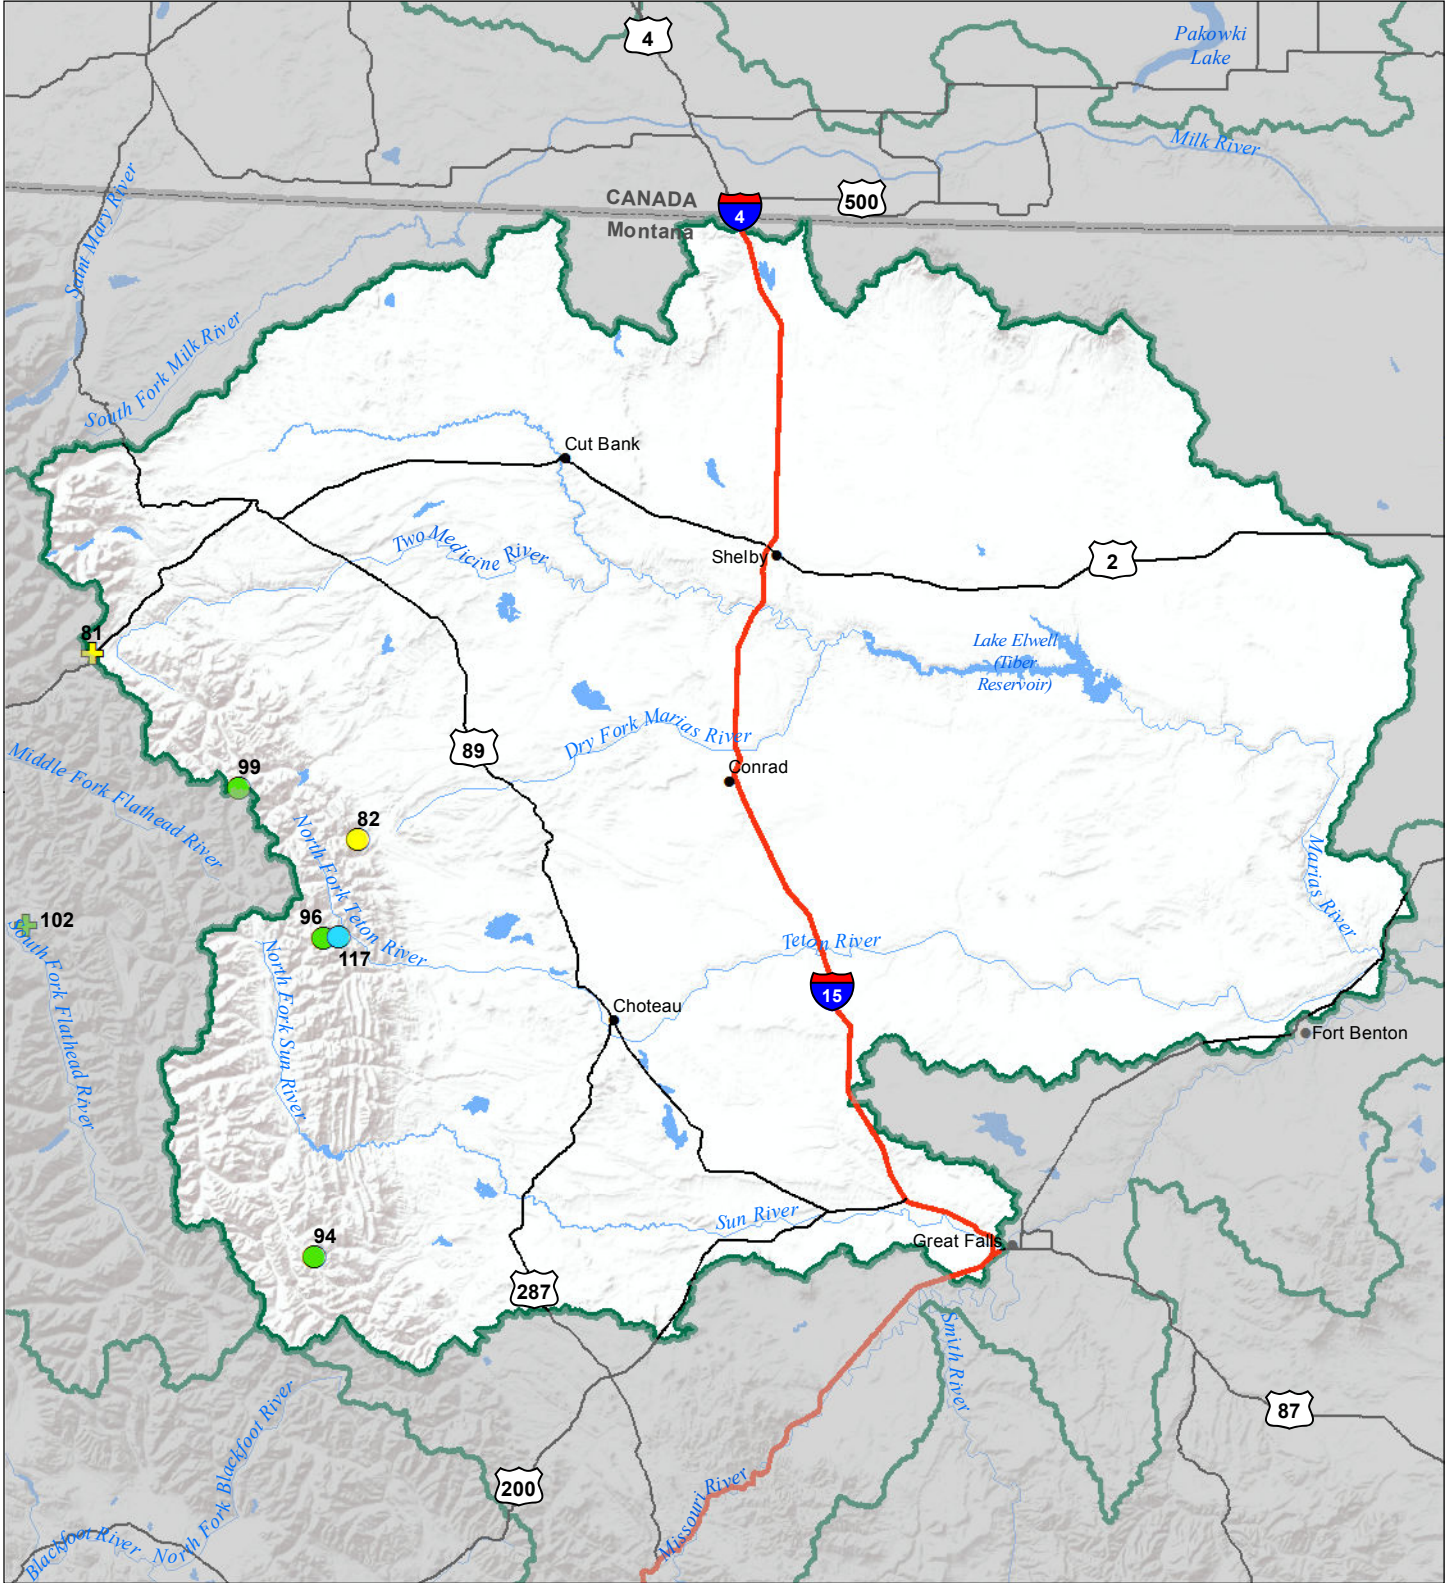 4
Pakowki
Lake
Milk River
CANADA
4
500
Montana
Saint Mary River
South Fork Milk River
Cut Bank
Two Medicine River
Shelby
2
81
Lake Elwell
(Tiber
Reservoir)
Dry Fork Marias River
89
Middle Fork Flathead River
99
Conrad
82
North Fork Teton River
Marias River
102
96
117
South Fork Flathead River
North Fork Sun River
Teton River
15
Choteau
Fort Benton
Sun River
94
Great Falls
287
Smith River
North Fork Blackfoot River
87
200
Missouri River
Blackfoot River